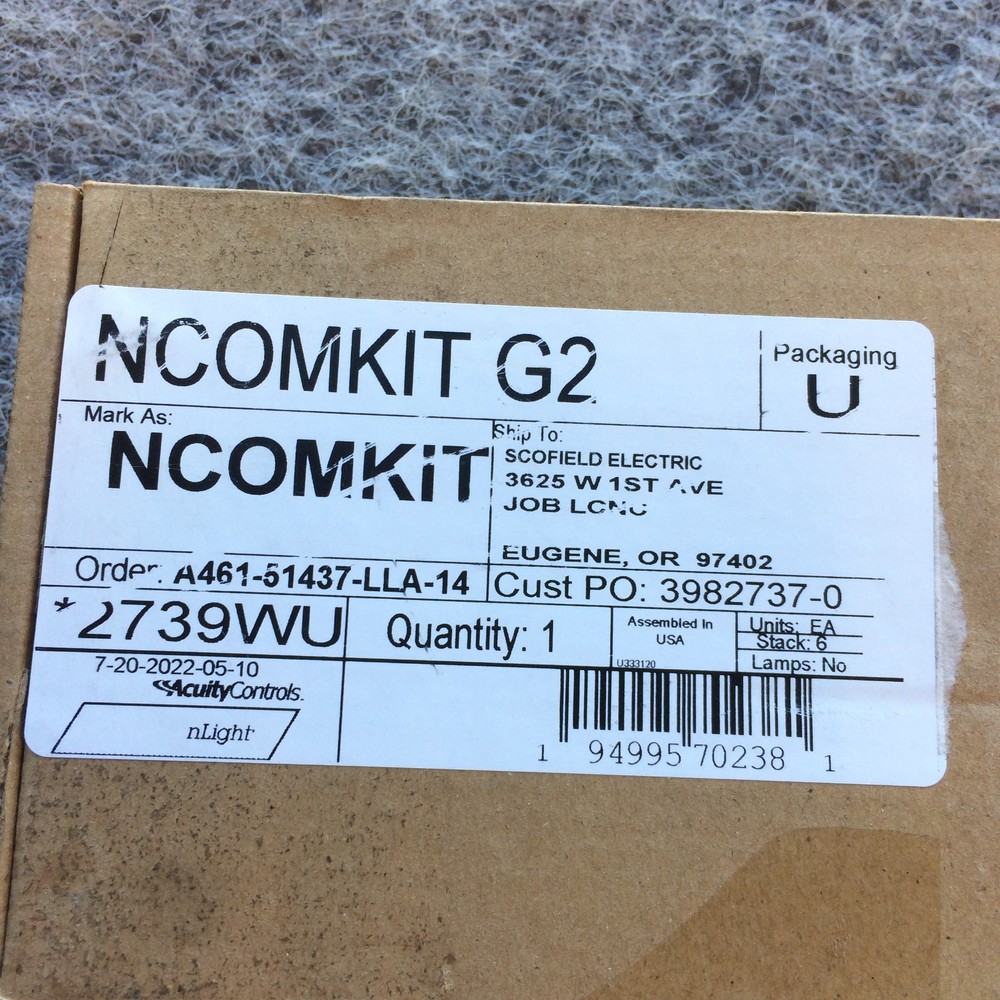 NCOMKIT G2
Packaging
U
Mark As:
NCOMKiT
Ship To:
SCOFIELD ELECTRIC
3625 W 1ST AVE
JOB
EUGENE, OR 97402
Order: A461-51437-LLA-14
Cust PO: 3982737-0
*2739WU
Quantity: 1
Assembled In
USA
U333120
Units: EA
Stack: 6
Lamps: No
7-20-2022-05-10
AcuityControls.
nLight
1 94995 70238 1